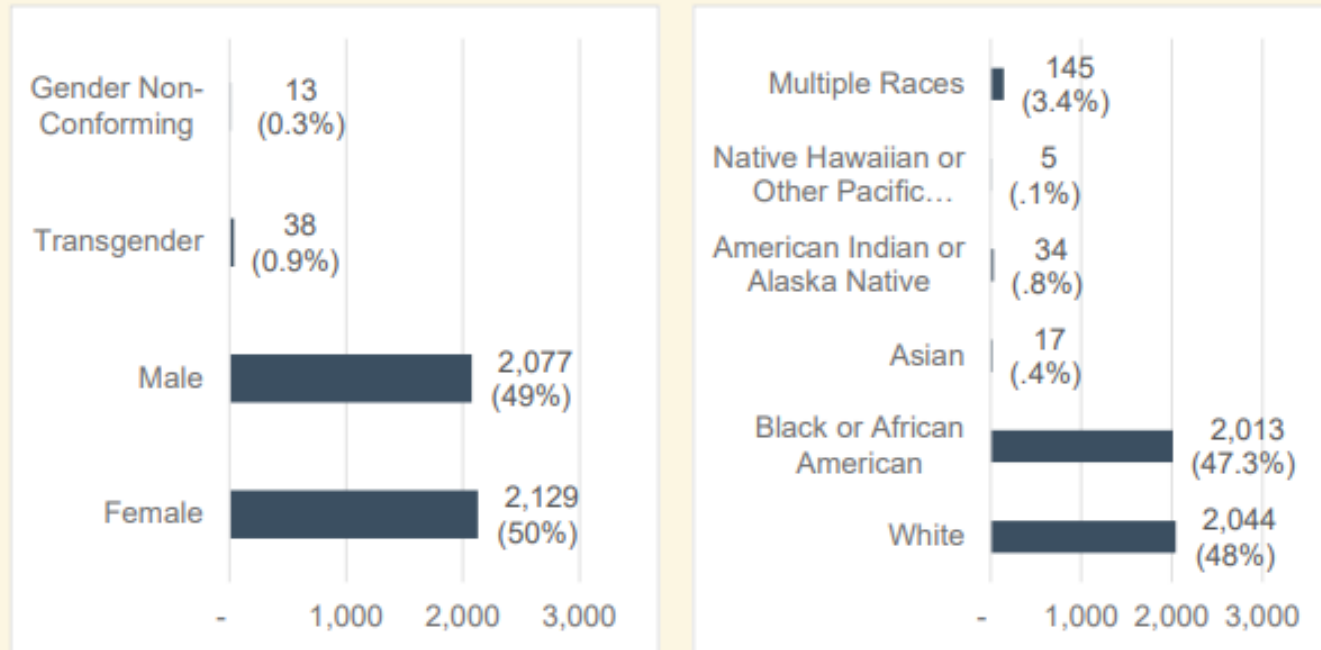 Gender Non-
Conforming
13
(0.3%)
Transgender
38
(0.9%)
Male
2,077
(49%)
Female
2,129
(50%)
-
1,000
2,000
3,000
Multiple Races
145
(3.4%)
Native Hawaiian or
Other Pacific...
5
(.1%)
American Indian or
Alaska Native
34
(.8%)
Asian
17
(.4%)
Black or African
American
2,013
(47.3%)
White
2,044
(48%)
-
1,000
2,000
3,000